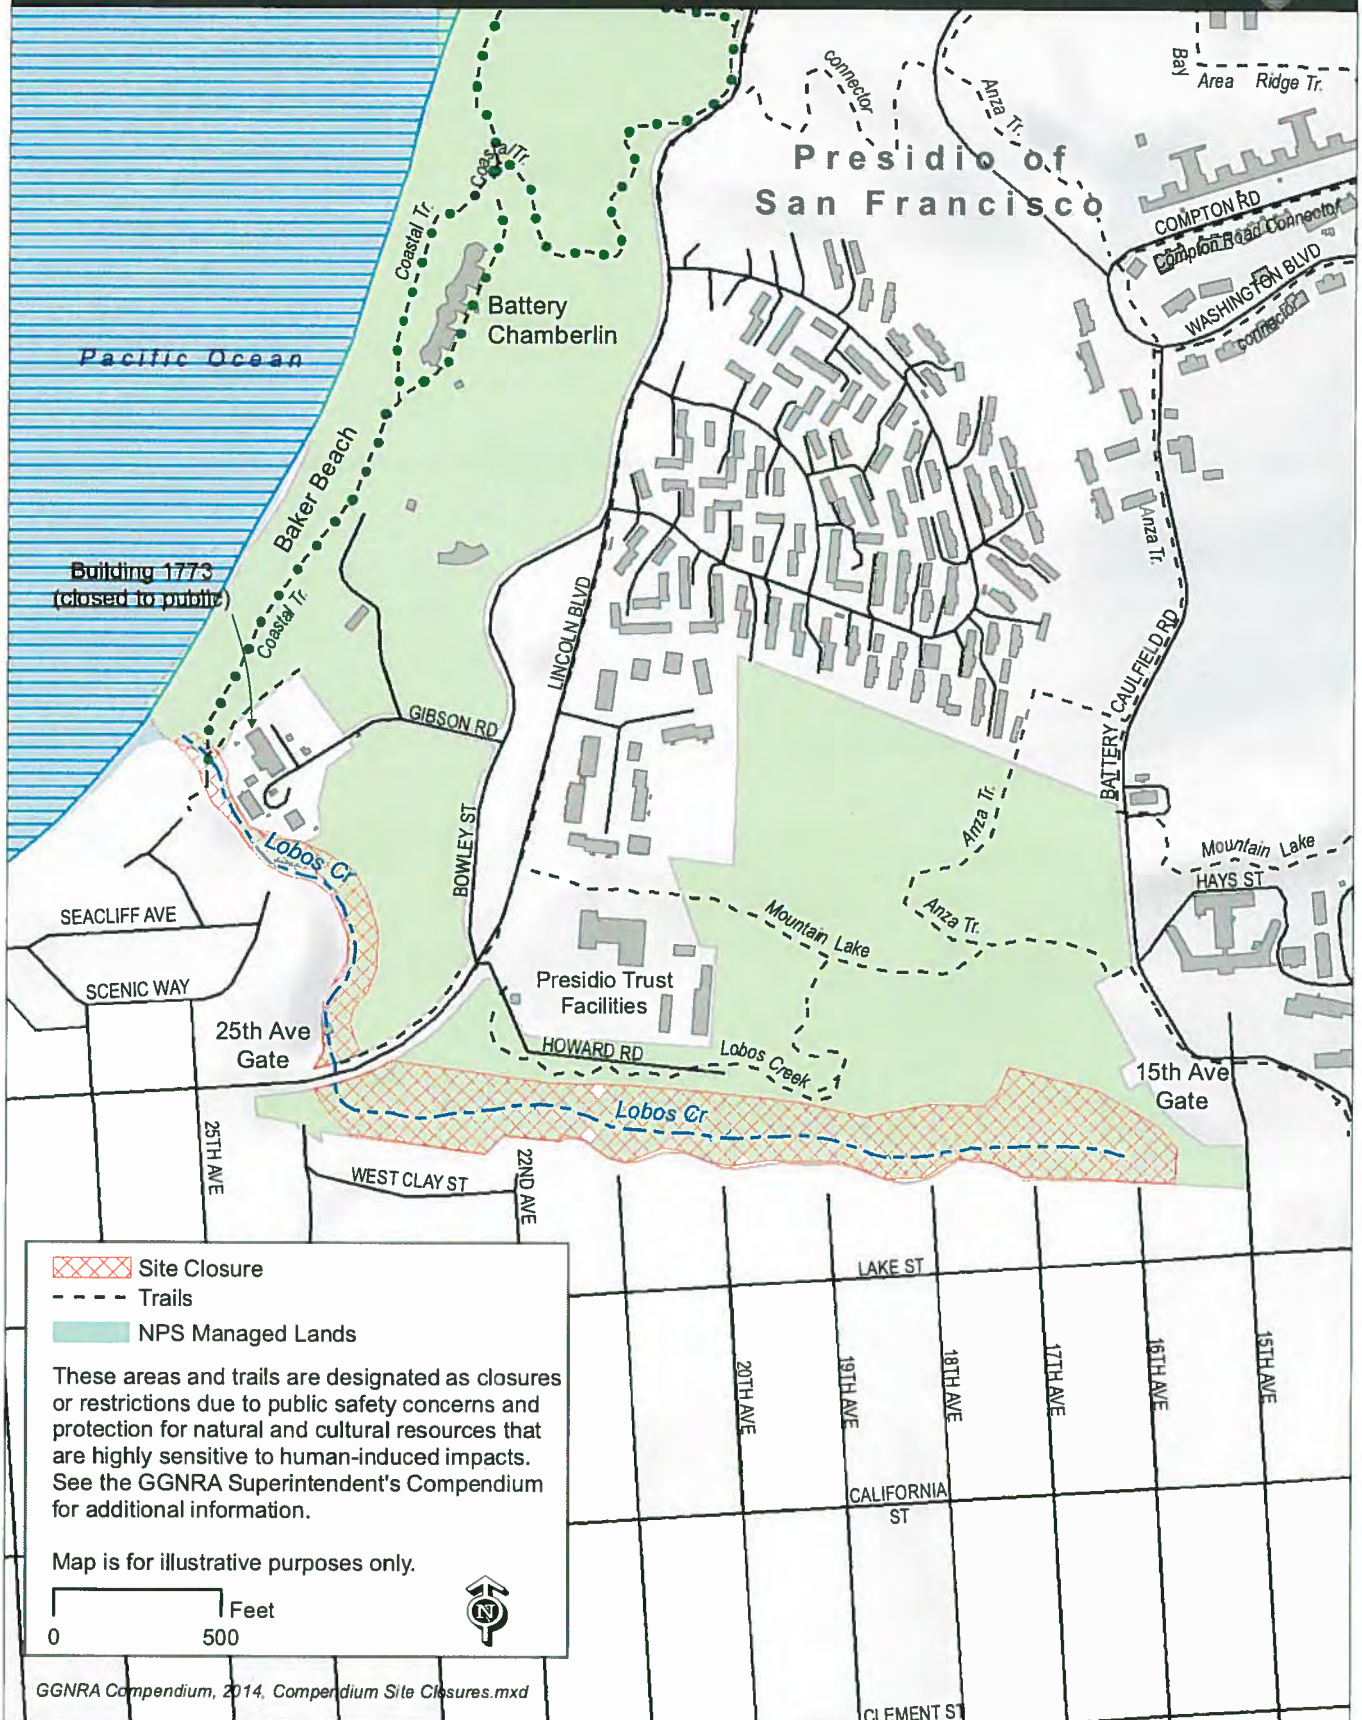 connector
Bay
Area Ridge Tr.
Anza Tr.
Presidio of
San Francisco
Coastal Tr.
Coastal Tr.
COMPTON RD
Compton Road Connector
WASHINGTON BLVD
connector
Battery
Chamberlin
Pacific Ocean
Baker Beach
Anza Tr.
Building 1773
(closed to public)
Coastal Tr.
LINCOLN BLVD
BATTERY CAULFIELD RD
GIBSON RD
Anza Tr.
BOWLEY ST
Lobos Cr
Mountain Lake
HAYS ST
SEACLIFF AVE
Mountain Lake
Anza Tr.
SCENIC WAY
Presidio Trust
Facilities
25th Ave
Gate
HOWARD RD
Lobos Creek
15th Ave
Gate
Lobos Cr
25TH AVE
WEST CLAY ST
22ND AVE
LAKE ST
20TH AVE
19TH AVE
18TH AVE
17TH AVE
16TH AVE
15TH AVE
CALIFORNIA
ST
CLEMENT ST
Site Closure
Trails
NPS Managed Lands
These areas and trails are designated as closures
or restrictions due to public safety concerns and
protection for natural and cultural resources that
are highly sensitive to human-induced impacts.
See the GGNRA Superintendent's Compendium
for additional information.
Map is for illustrative purposes only.
Feet
0 500
N
GGNRA Compendium, 2014, Compendium Site Closures.mxd